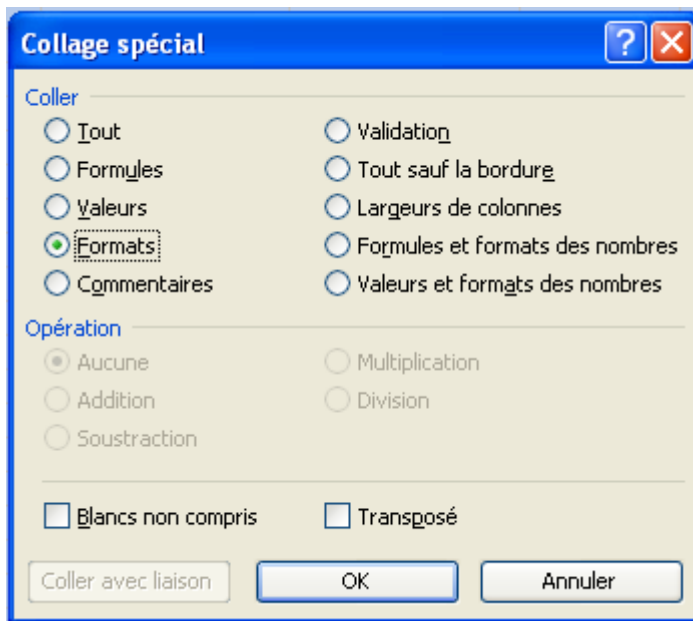 Collage spécial
Coller
Tout
Validation
Formules
Tout sauf la bordure
Valeurs
Largeurs de colonnes
Formats
Formules et formats des nombres
Commentaires
Valeurs et formats des nombres
Opération
Aucune
Multiplication
Addition
Division
Soustraction
Blancs non compris
Transposé
Coller avec liaison
OK
Annuler